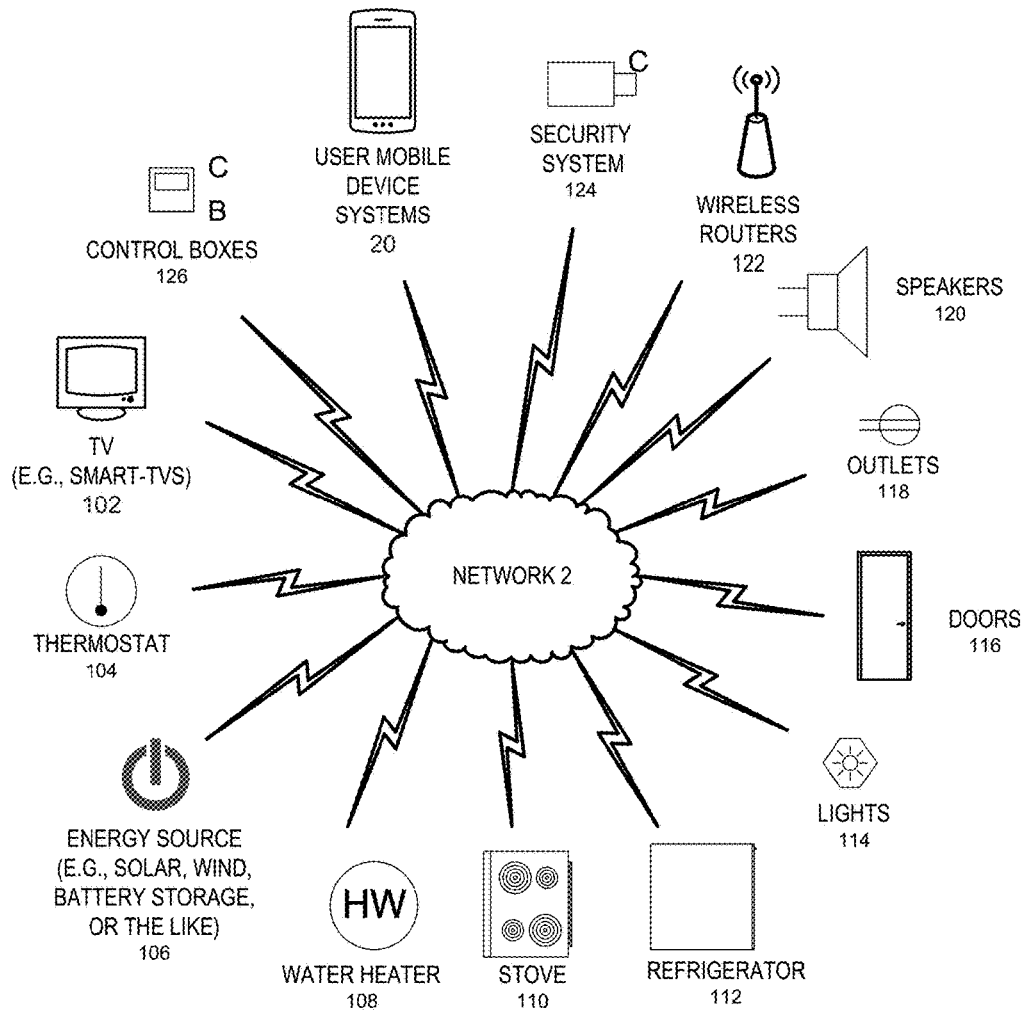 C
USER MOBILE
DEVICE
SYSTEMS
20
SECURITY
SYSTEM
124
WIRELESS
ROUTERS
122
C
B
CONTROL BOXES
126
SPEAKERS
120
TV
(E.G., SMART-TVS)
102
OUTLETS
118
NETWORK 2
THERMOSTAT
104
DOORS
116
ENERGY SOURCE
(E.G., SOLAR, WIND,
BATTERY STORAGE,
OR THE LIKE)
106
LIGHTS
114
HW
WATER HEATER
108
STOVE
110
REFRIGERATOR
112